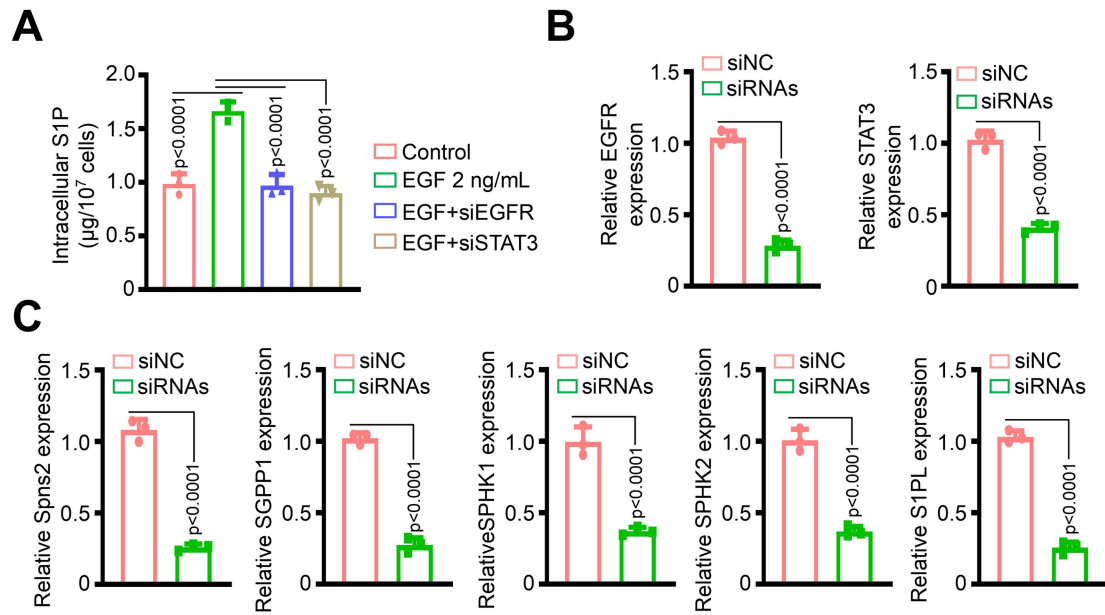 A
Intracellular S1P
(µg/10⁷ cells)
2.0
1.5
1.0
0.5
0
p<0.0001
p<0.0001
p<0.0001
Control
EGF 2 ng/mL
EGF+siEGFR
EGF+siSTAT3
B
Relative EGFR
expression
1.5
1.0
0.5
0
siNC
siRNAs
p<0.0001
Relative STAT3
expression
1.5
1.0
0.5
0
siNC
siRNAs
p<0.0001
C
Relative Spns2 expression
1.5
1.0
0.5
0
siNC
siRNAs
p<0.0001
Relative SGPP1 expression
1.5
1.0
0.5
0
siNC
siRNAs
p<0.0001
RelativeSPHK1 expression
1.5
1.0
0.5
0
siNC
siRNAs
p<0.0001
Relative SPHK2 expression
1.5
1.0
0.5
0
siNC
siRNAs
p<0.0001
Relative S1PL expression
1.5
1.0
0.5
0
siNC
siRNAs
p<0.0001